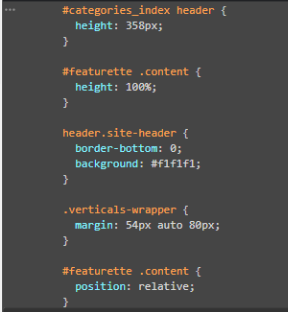 #categories_index header {
height: 358px;
}
#featurette .content {
height: 100%;
}
header.site-header {
border-bottom: 0;
background: #f1f1f1;
}
.verticals-wrapper {
margin: 54px auto 80px;
}
#featurette .content {
position: relative;
}